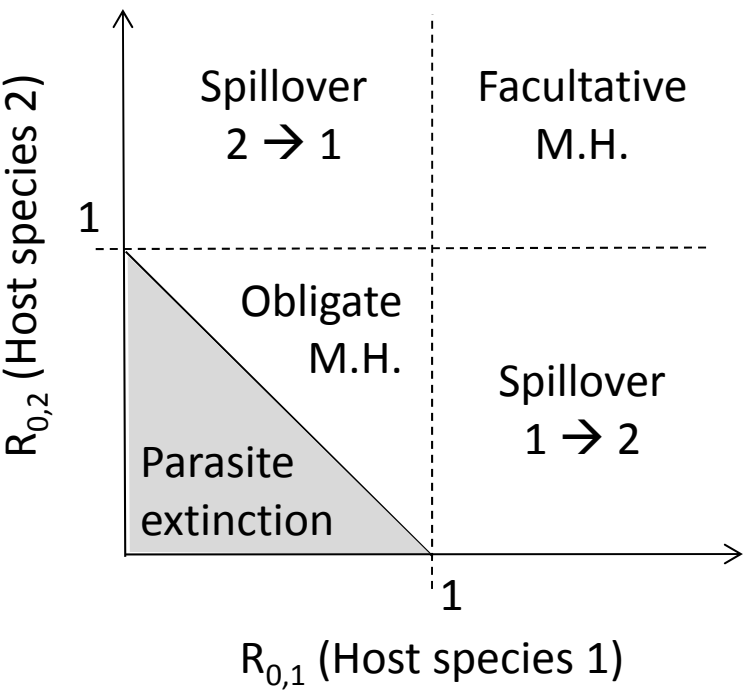 Spillover
2 → 1
Facultative
M.H.
R0,2 (Host species 2)
1
Obligate
M.H.
Spillover
1 → 2
Parasite
extinction
1
R0,1 (Host species 1)